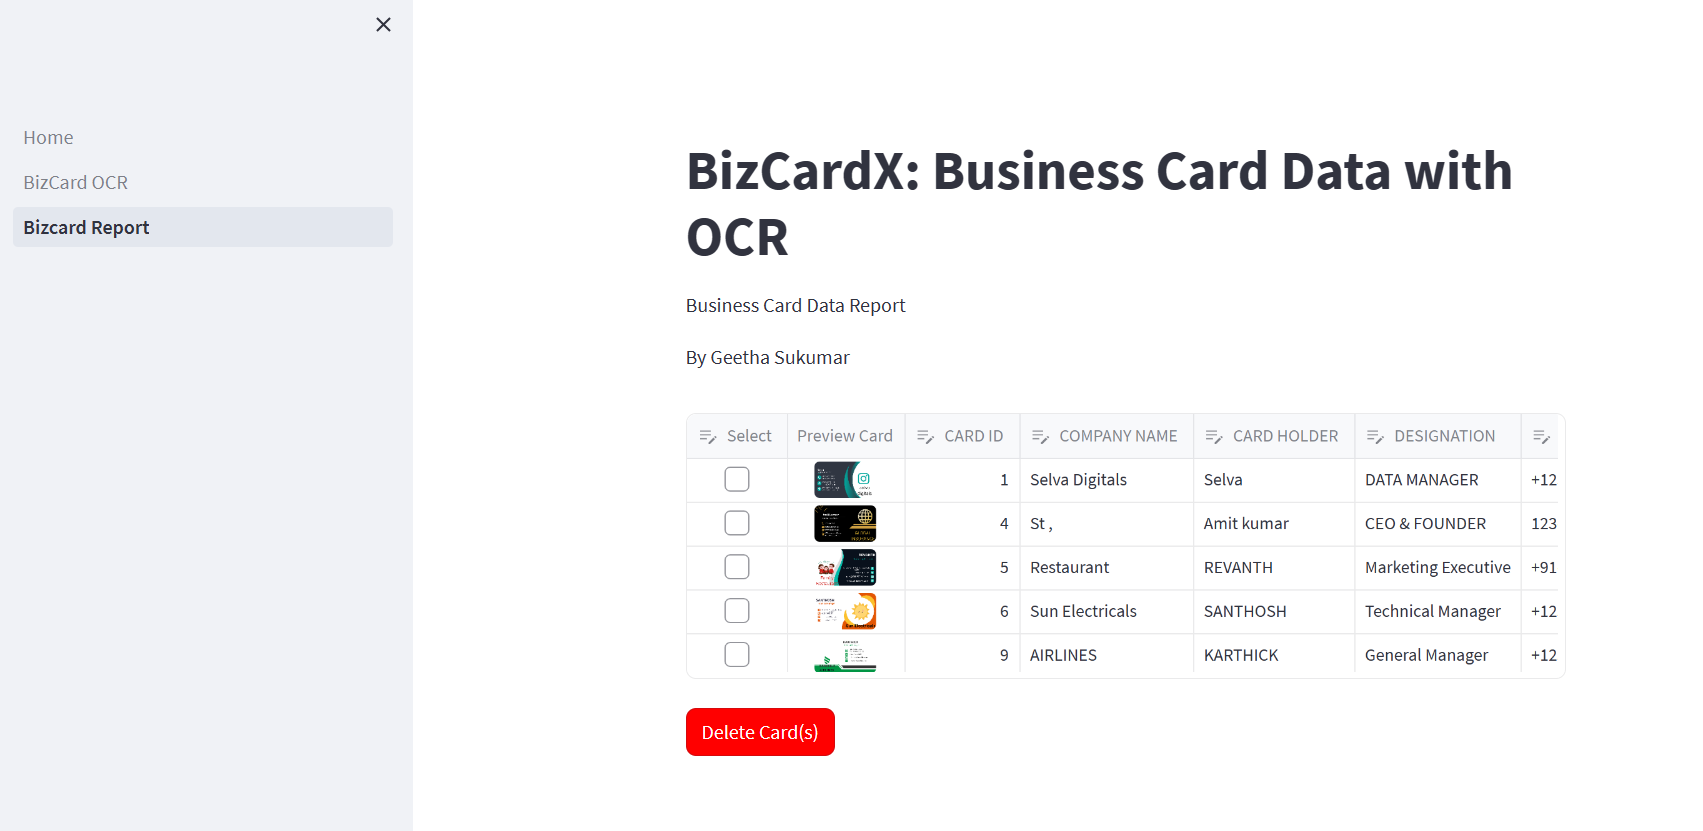 Home
BizCard OCR
Bizcard Report
BizCardX: Business Card Data with
OCR
Business Card Data Report
By Geetha Sukumar
Select Preview Card CARD ID COMPANY NAME CARD HOLDER DESIGNATION
1 Selva Digitals Selva DATA MANAGER +12
4 St , Amit kumar CEO & FOUNDER 123
5 Restaurant REVANTH Marketing Executive +91
6 Sun Electricals SANTHOSH Technical Manager +12
9 AIRLINES KARTHICK General Manager +12
Delete Card(s)